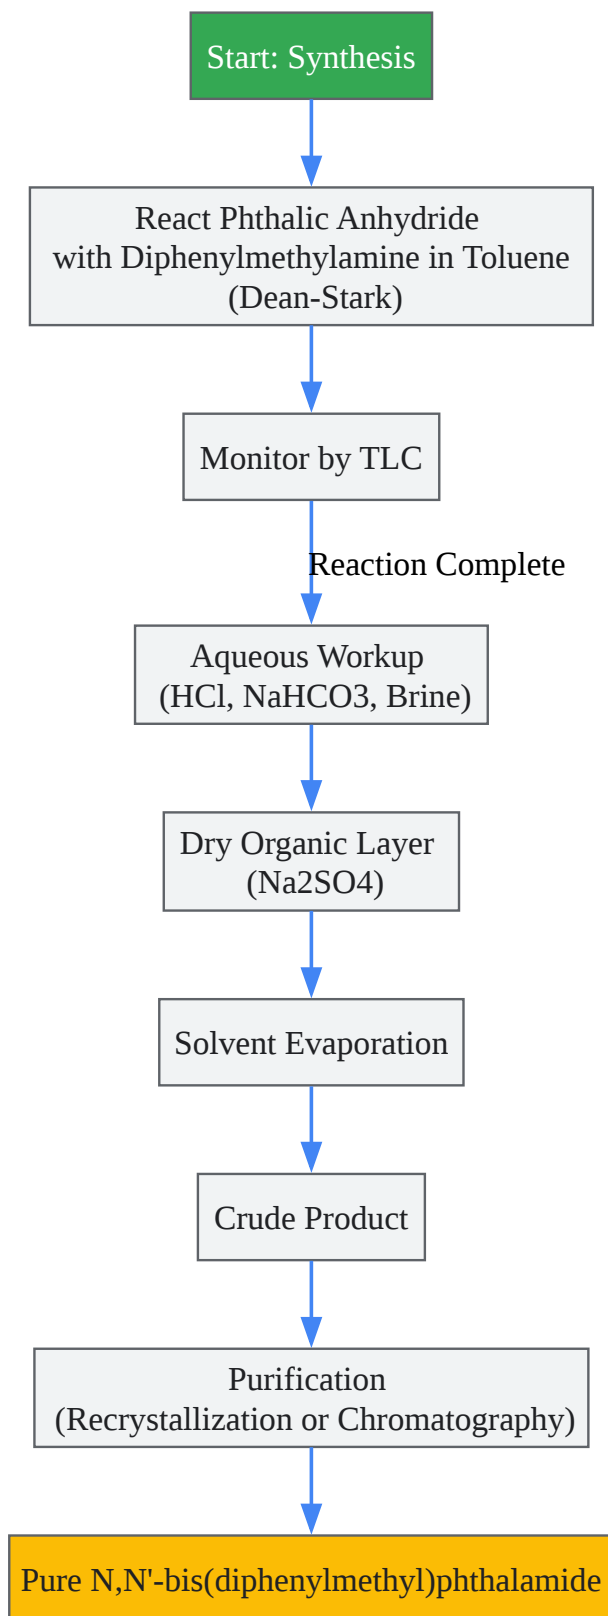 Start: Synthesis
React Phthalic Anhydride
with Diphenylmethylamine in Toluene
(Dean-Stark)
Monitor by TLC
Reaction Complete
Aqueous Workup
(HCl, NaHCO3, Brine)
Dry Organic Layer
(Na2SO4)
Solvent Evaporation
Crude Product
Purification
(Recrystallization or Chromatography)
Pure N,N'-bis(diphenylmethyl)phthalamide